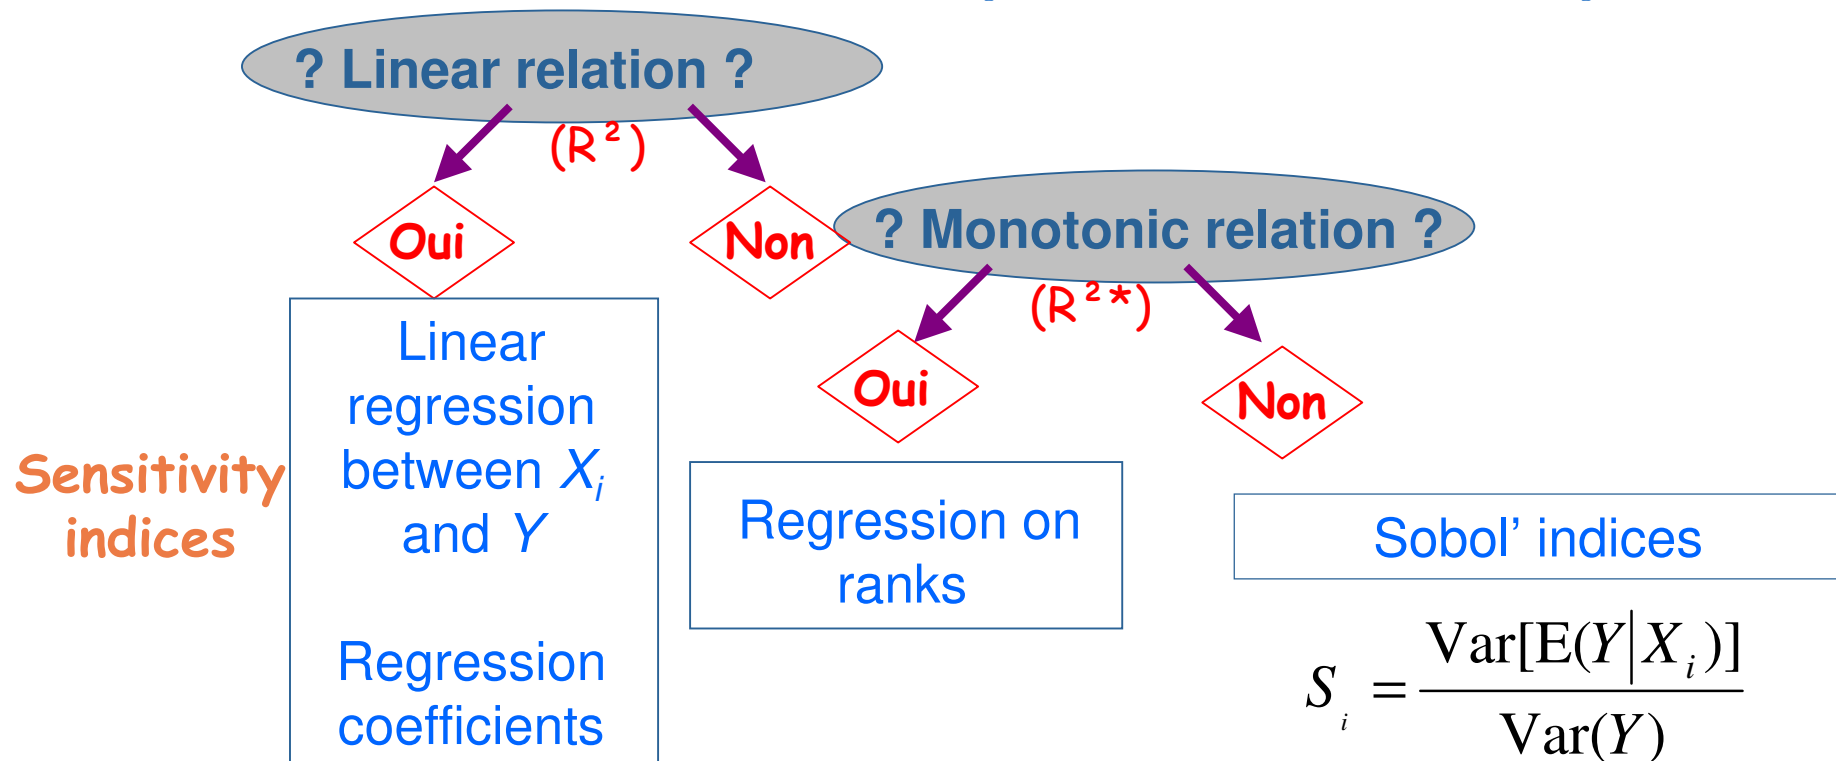 ? Linear relation ?
(R²)
Oui
Non
? Monotonic relation ?
(R²*)
Oui
Non
Sensitivity
indices
Linear
regression
between Xᵢ
and Y
Regression
coefficients
Regression on
ranks
Sobol’ indices
Sᵢ = Var[E(Y|Xᵢ)] / Var(Y)